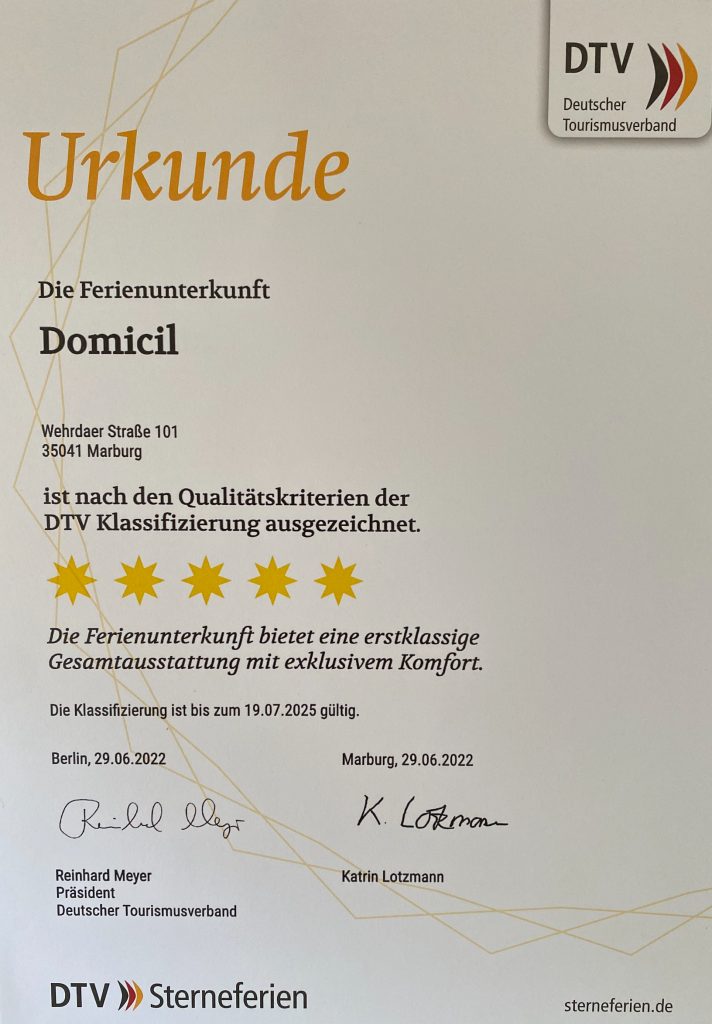 DTV
Deutscher
Tourismusverband
Urkunde
Die Ferienunterkunft
Domicil
Wehrdaer Straße 101
35041 Marburg
ist nach den Qualitätskriterien der
DTV Klassifizierung ausgezeichnet.
Die Ferienunterkunft bietet eine erstklassige
Gesamtausstattung mit exklusivem Komfort.
Die Klassifizierung ist bis zum 19.07.2025 gültig.
Berlin, 29.06.2022
Marburg, 29.06.2022
Reinhard Meyer
K. Lotzmann
Reinhard Meyer
Präsident
Deutscher Tourismusverband
Katrin Lotzmann
DTV Sterneferien
sterneferien.de